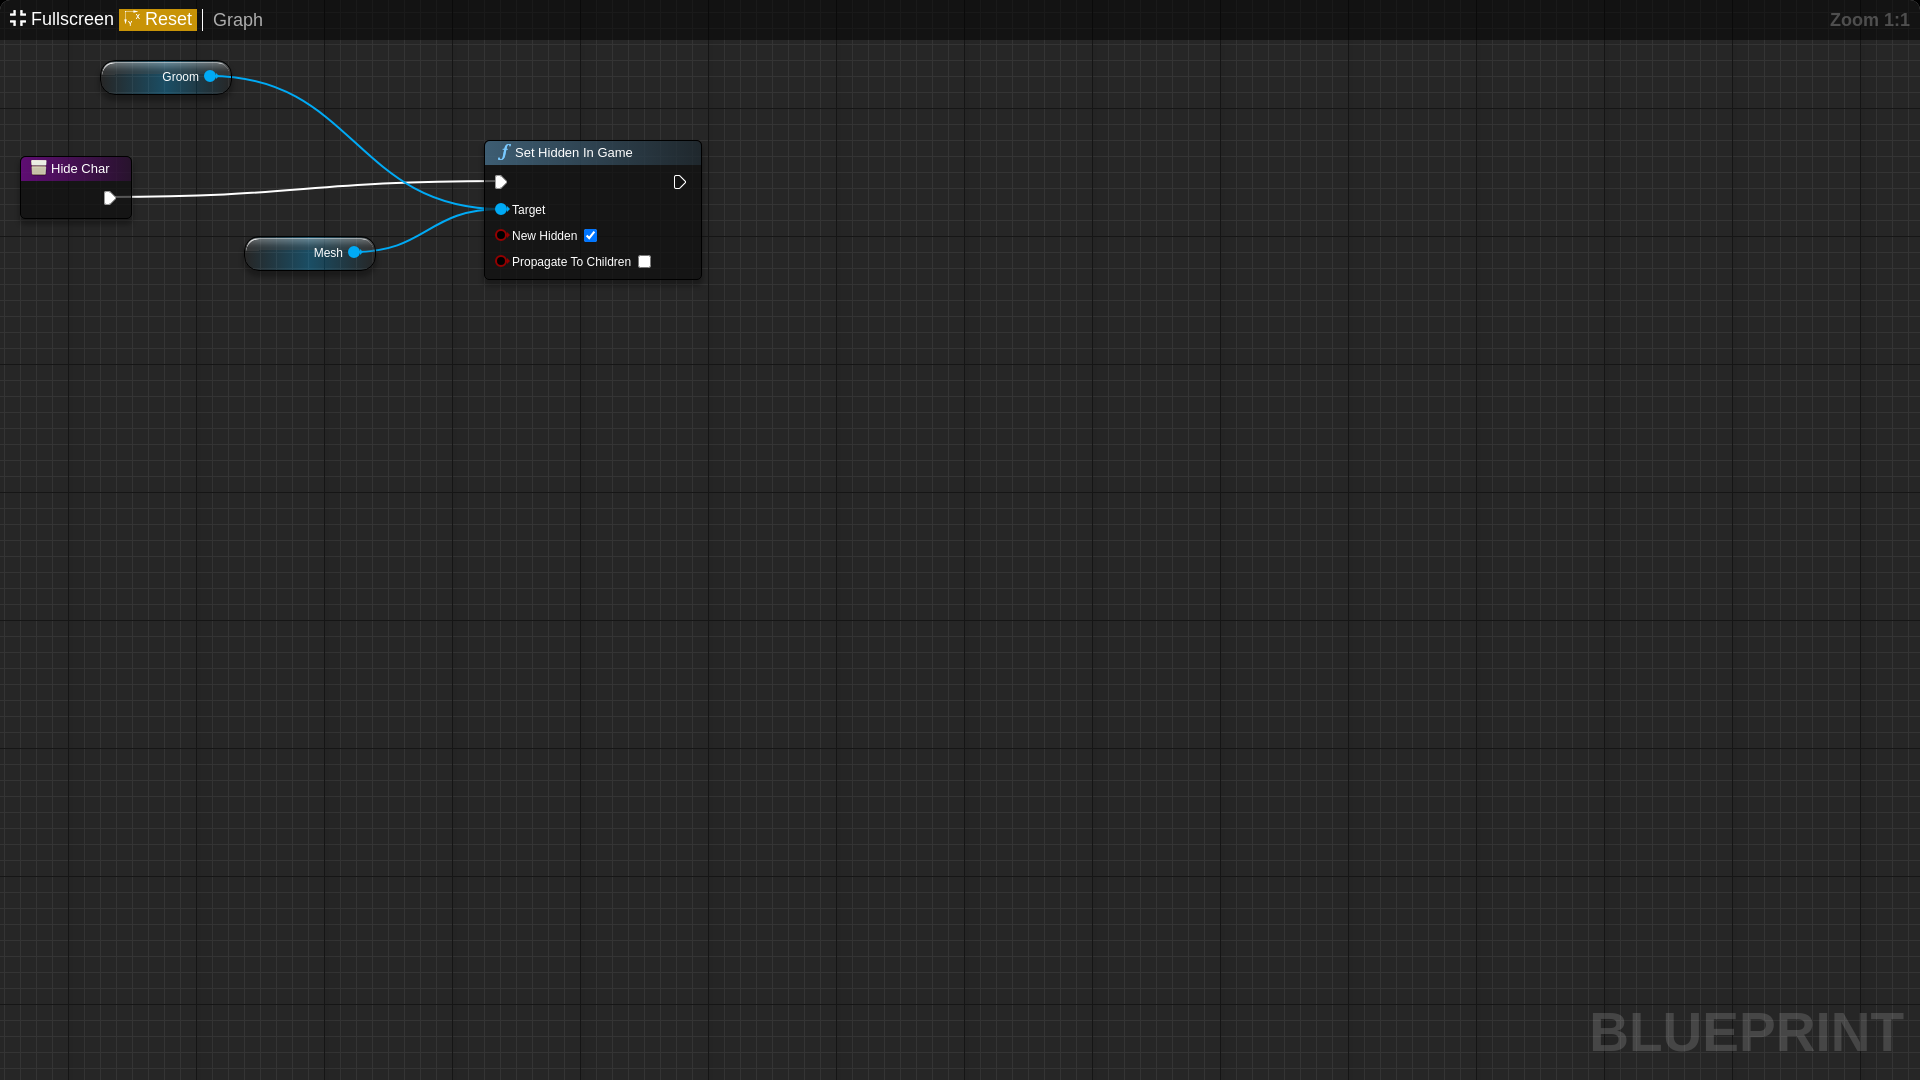 Fullscreen Reset Graph Zoom 1:1
Groom
Hide Char
Set Hidden In Game
Target
New Hidden
Mesh
Propagate To Children
BLUEPRINT